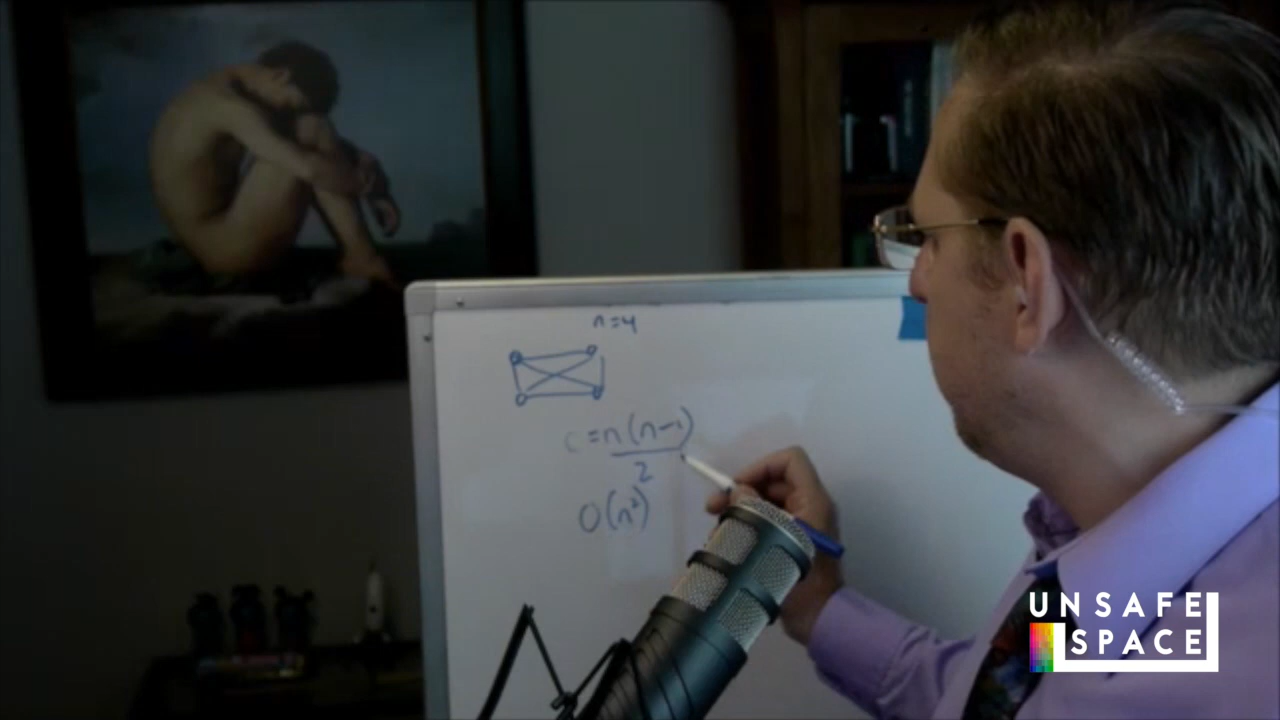 n=4
c = n(n-1)
2
O(n²)
UNSAFE
SPACE